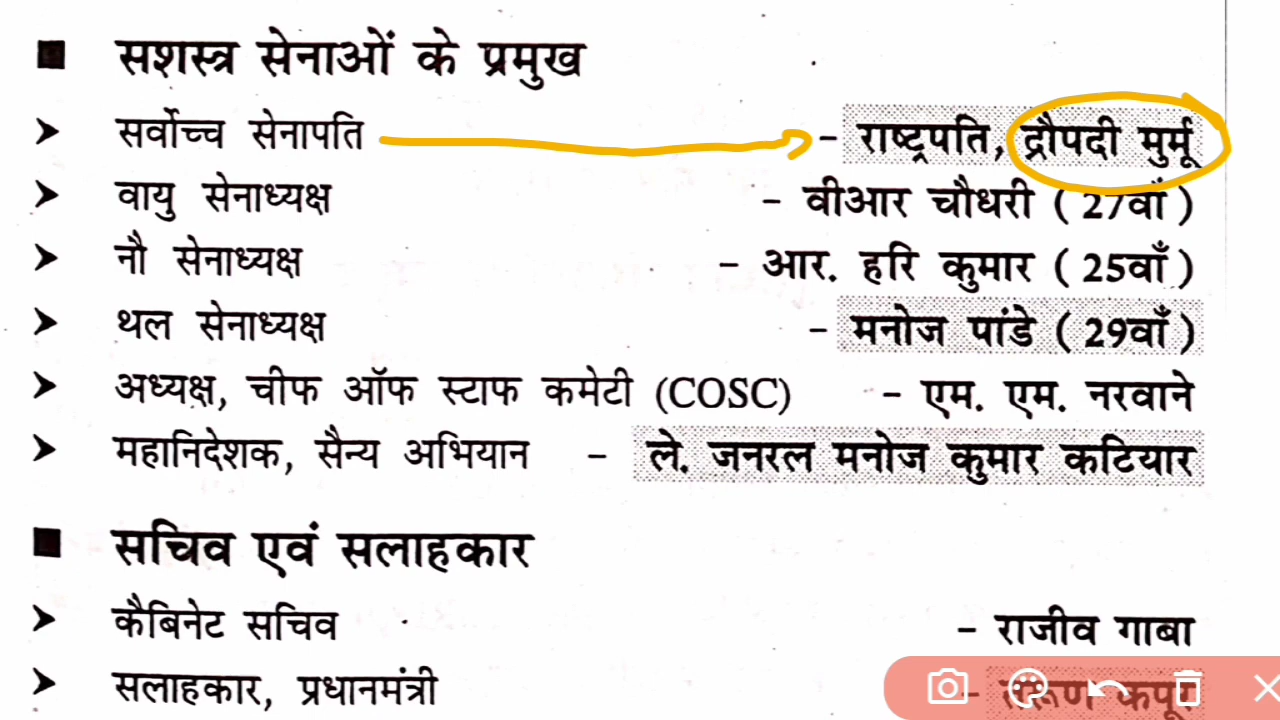 ■ सशस्त्र सेनाओं के प्रमुख
➤ सर्वोच्च सेनापति – राष्ट्रपति, द्रौपदी मुर्मू
➤ वायु सेनाध्यक्ष – वीआर चौधरी (27वाँ)
➤ नौ सेनाध्यक्ष – आर. हरि कुमार (25वाँ)
➤ थल सेनाध्यक्ष – मनोज पांडे (29वाँ)
➤ अध्यक्ष, चीफ ऑफ स्टाफ कमेटी (COSC) – एम. एम. नरवाने
➤ महानिदेशक, सैन्य अभियान – ले. जनरल मनोज कुमार कटियार
■ सचिव एवं सलाहकार
➤ कैबिनेट सचिव – राजीव गाबा
➤ सलाहकार, प्रधानमंत्री – तरूण कपूर